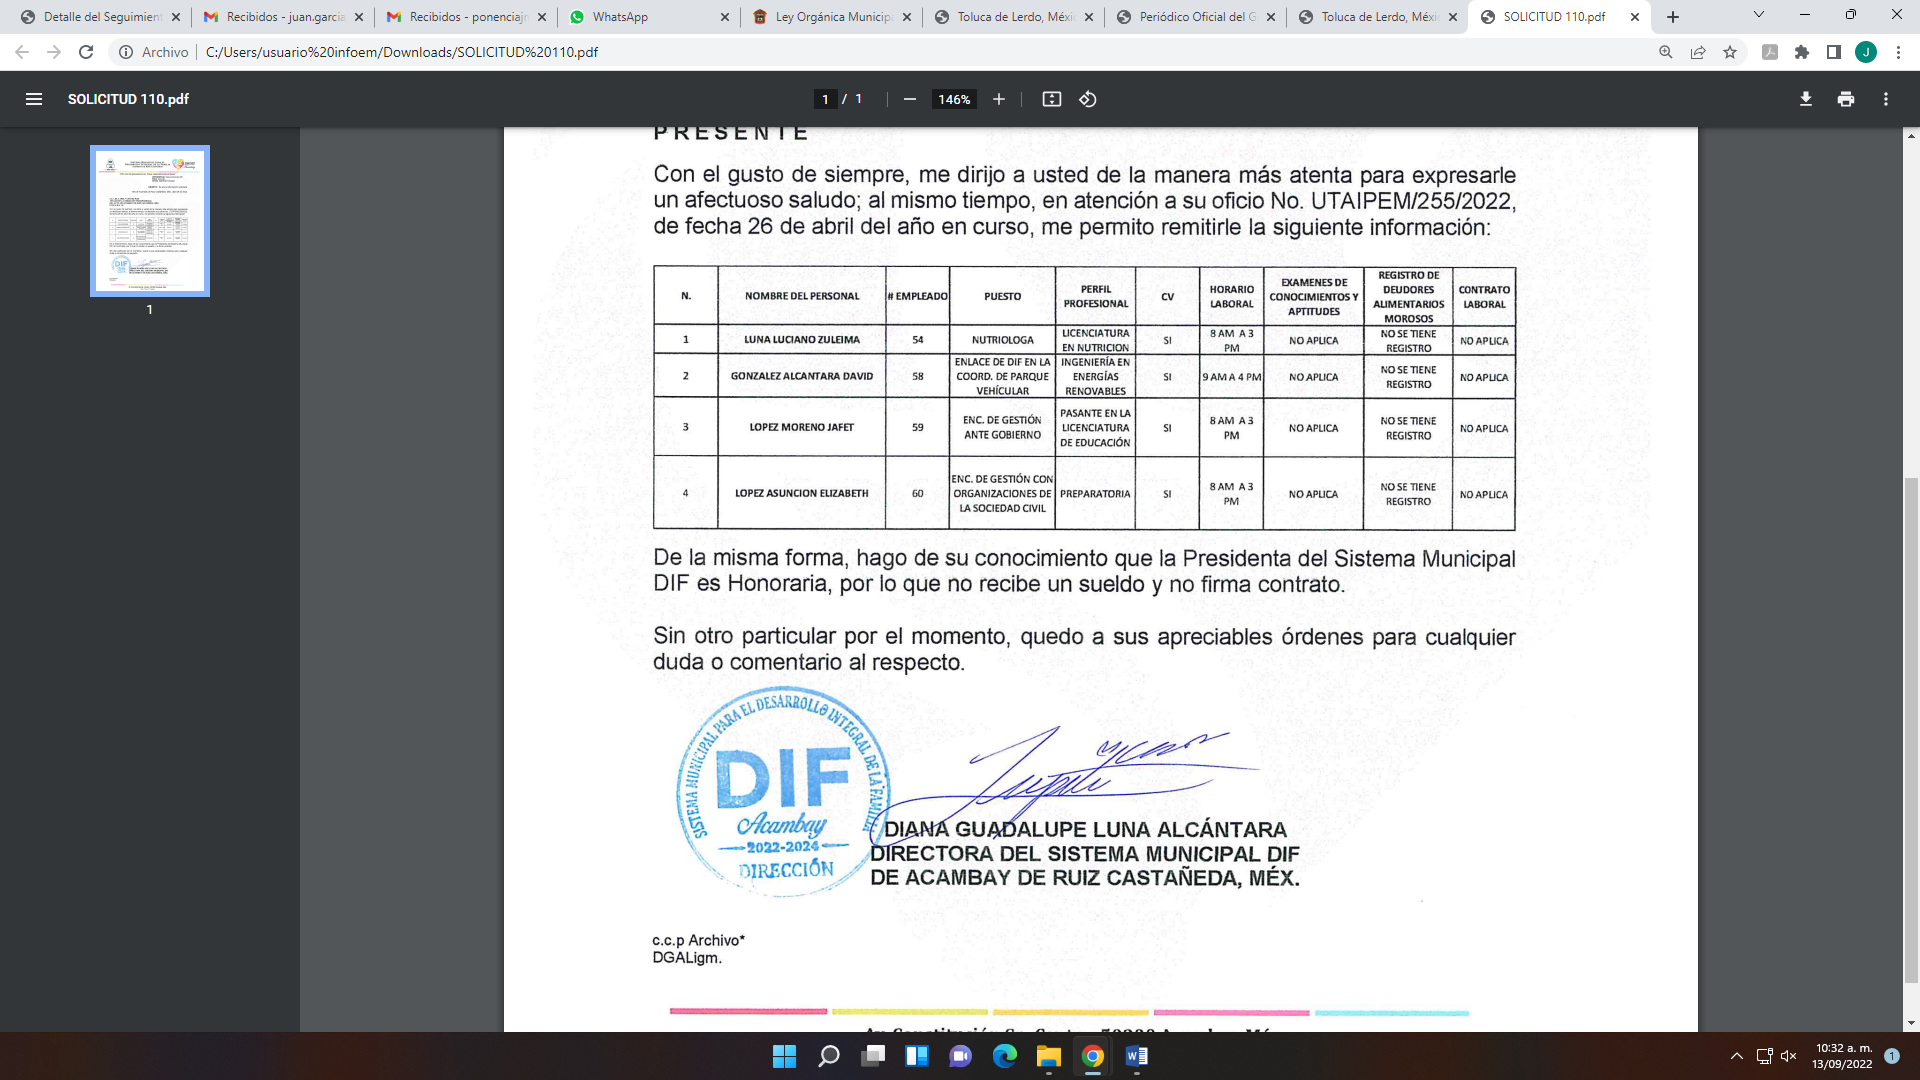 Detalle del Seguimient
Recibidos - juan.garcia
Recibidos - ponenciajr
WhatsApp
Ley Orgánica Municipa
Toluca de Lerdo, Méxi
Periódico Oficial del G
Toluca de Lerdo, Méxi
SOLICITUD 110.pdf
Archivo
C:/Users/usuario%20infoem/Downloads/SOLICITUD%20110.pdf
J
SOLICITUD 110.pdf
1 / 1
146%
1
PRESENTE
Con el gusto de siempre, me dirijo a usted de la manera más atenta para expresarle
un afectuoso saludo; al mismo tiempo, en atención a su oficio No. UTAIPEM/255/2022,
de fecha 26 de abril del año en curso, me permito remitirle la siguiente información:
N. NOMBRE DEL PERSONAL # EMPLEADO PUESTO PERFIL PROFESIONAL CV HORARIO LABORAL EXAMENES DE CONOCIMIENTOS Y APTITUDES REGISTRO DE DEUDORES ALIMENTARIOS MOROSOS CONTRATO LABORAL
1 LUNA LUCIANO ZULEIMA 54 NUTRIOLOGA LICENCIATURA EN NUTRICION SI 8 AM A 3 PM NO APLICA NO SE TIENE REGISTRO NO APLICA
2 GONZALEZ ALCANTARA DAVID 58 ENLACE DE DIF EN LA COORD. DE PARQUE VEHÍCULAR INGENIERÍA EN ENERGÍAS RENOVABLES SI 9 AM A 4 PM NO APLICA NO SE TIENE REGISTRO NO APLICA
3 LOPEZ MORENO JAFET 59 ENC. DE GESTIÓN ANTE GOBIERNO PASANTE EN LA LICENCIATURA DE EDUCACIÓN SI 8 AM A 3 PM NO APLICA NO SE TIENE REGISTRO NO APLICA
4 LOPEZ ASUNCION ELIZABETH 60 ENC. DE GESTIÓN CON ORGANIZACIONES DE LA SOCIEDAD CIVIL PREPARATORIA SI 8 AM A 3 PM NO APLICA NO SE TIENE REGISTRO NO APLICA
De la misma forma, hago de su conocimiento que la Presidenta del Sistema Municipal
DIF es Honoraria, por lo que no recibe un sueldo y no firma contrato.
Sin otro particular por el momento, quedo a sus apreciables órdenes para cualquier
duda o comentario al respecto.
SISTEMA MUNICIPAL PARA EL DESARROLLO INTEGRAL DE LA FAMILIA
DIF
Acambay
2022-2024
DIRECCIÓN
DIANA GUADALUPE LUNA ALCÁNTARA
DIRECTORA DEL SISTEMA MUNICIPAL DIF
DE ACAMBAY DE RUIZ CASTAÑEDA, MÉX.
c.c.p Archivo*
DGALigm.
10:32 a. m.
13/09/2022
1